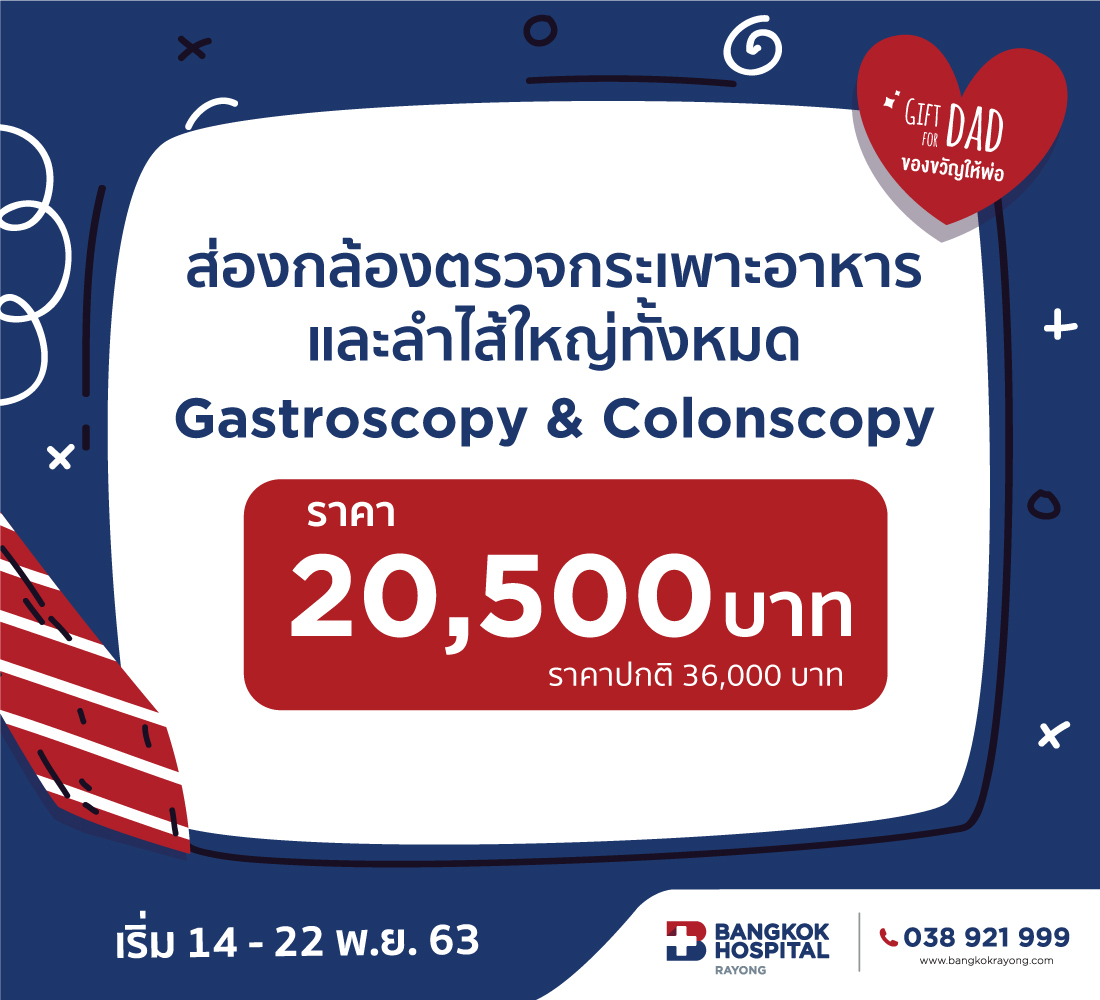 GIFT
FOR DAD
ของขวัญให้พ่อ
ส่องกล้องตรวจกระเพาะอาหาร
และลำไส้ใหญ่ทั้งหมด
Gastroscopy & Colonscopy
ราคา
20,500 บาท
ราคาปกติ 36,000 บาท
เริ่ม 14 - 22 พ.ย. 63
BANGKOK
HOSPITAL
RAYONG
038 921 999
www.bangkokrayong.com